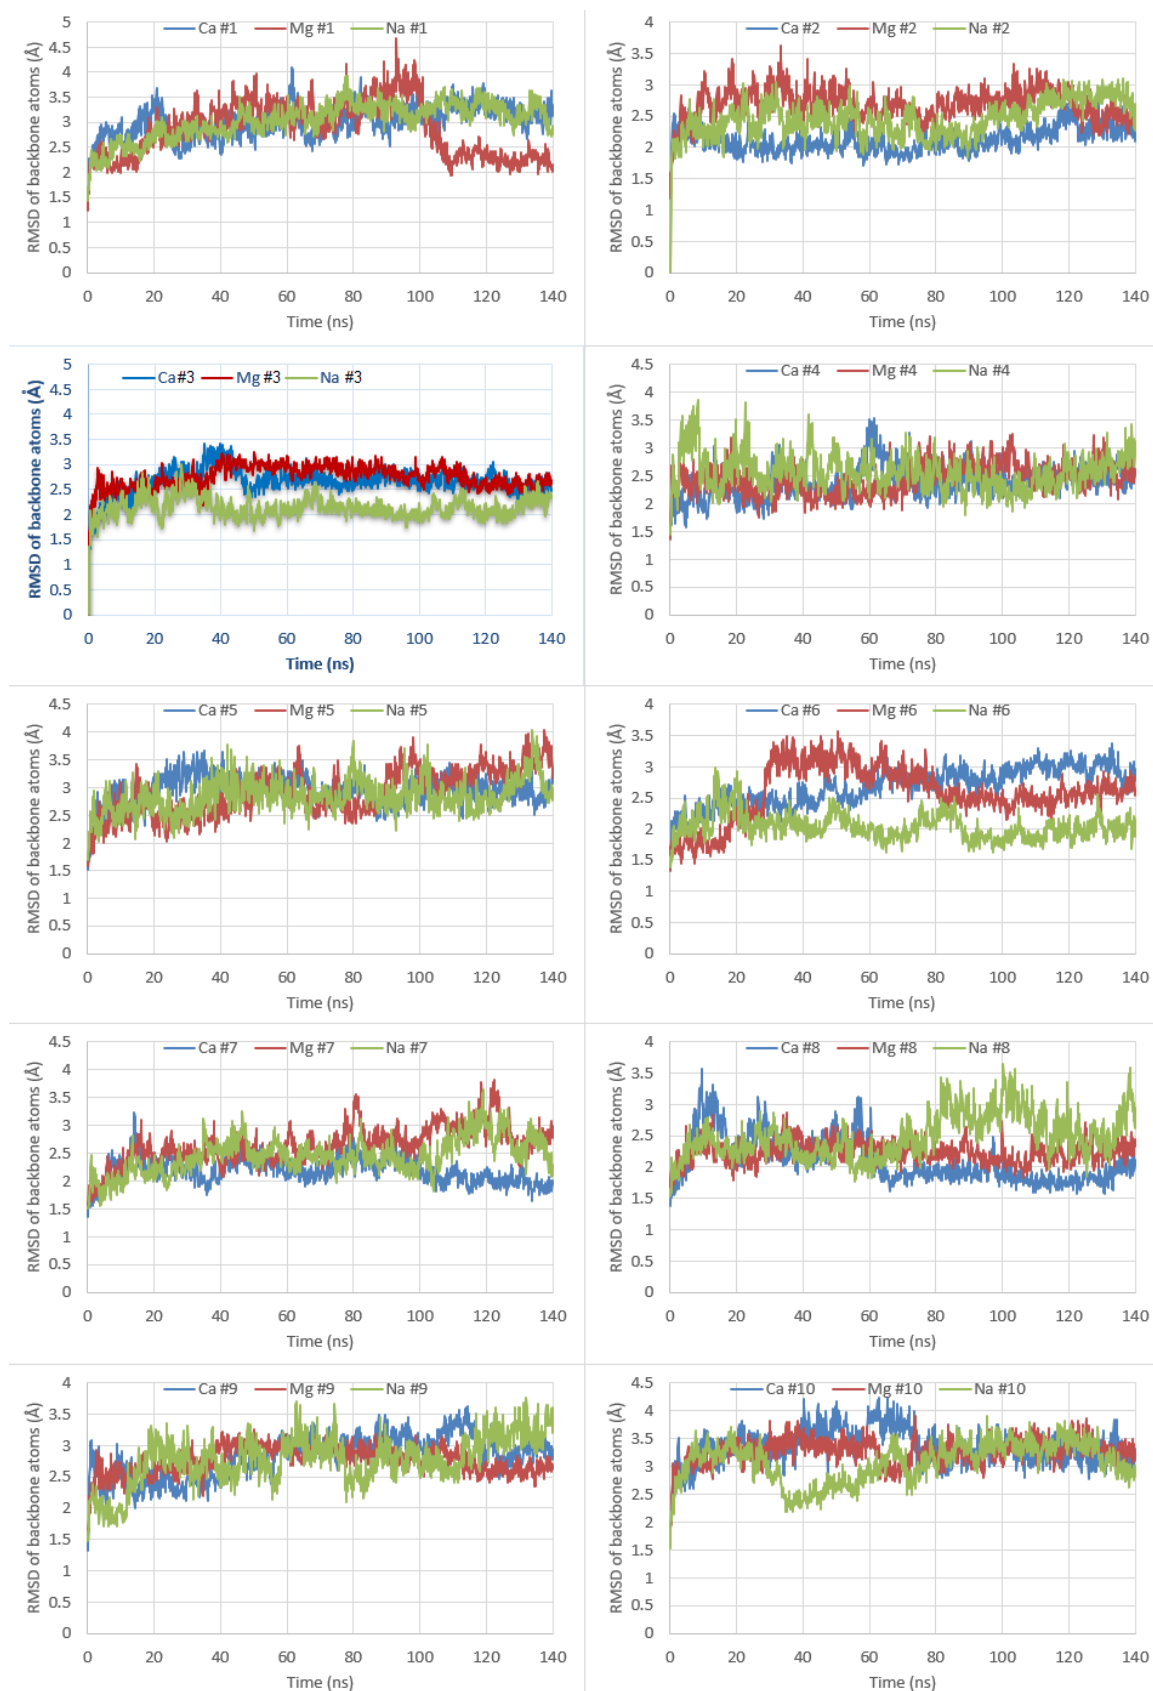 Ca #1 Mg #1 Na #1
RMSD of backbone atoms (Å)
5
4.5
4
3.5
3
2.5
2
1.5
1
0.5
0
0 20 40 60 80 100 120 140
Time (ns)
Ca #2 Mg #2 Na #2
RMSD of backbone atoms (Å)
4
3.5
3
2.5
2
1.5
1
0.5
0
0 20 40 60 80 100 120 140
Time (ns)
Ca#3 Mg #3 Na #3
RMSD of backbone atoms (Å)
5
4.5
4
3.5
3
2.5
2
1.5
1
0.5
0
0 20 40 60 80 100 120 140
Time (ns)
Ca #4 Mg #4 Na #4
RMSD of backbone atoms (Å)
4.5
4
3.5
3
2.5
2
1.5
1
0.5
0
0 20 40 60 80 100 120 140
Time (ns)
Ca #5 Mg #5 Na #5
RMSD of backbone atoms (Å)
4.5
4
3.5
3
2.5
2
1.5
1
0.5
0
0 20 40 60 80 100 120 140
Time (ns)
Ca #6 Mg #6 Na #6
RMSD of backbone atoms (Å)
4
3.5
3
2.5
2
1.5
1
0.5
0
0 20 40 60 80 100 120 140
Time (ns)
Ca #7 Mg #7 Na #7
RMSD of backbone atoms (Å)
4.5
4
3.5
3
2.5
2
1.5
1
0.5
0
0 20 40 60 80 100 120 140
Time (ns)
Ca #8 Mg #8 Na #8
RMSD of backbone atoms (Å)
4
3.5
3
2.5
2
1.5
1
0.5
0
0 20 40 60 80 100 120 140
Time (ns)
Ca #9 Mg #9 Na #9
RMSD of backbone atoms (Å)
4
3.5
3
2.5
2
1.5
1
0.5
0
0 20 40 60 80 100 120 140
Time (ns)
Ca #10 Mg #10 Na #10
RMSD of backbone atoms (Å)
4.5
4
3.5
3
2.5
2
1.5
1
0.5
0
0 20 40 60 80 100 120 140
Time (ns)